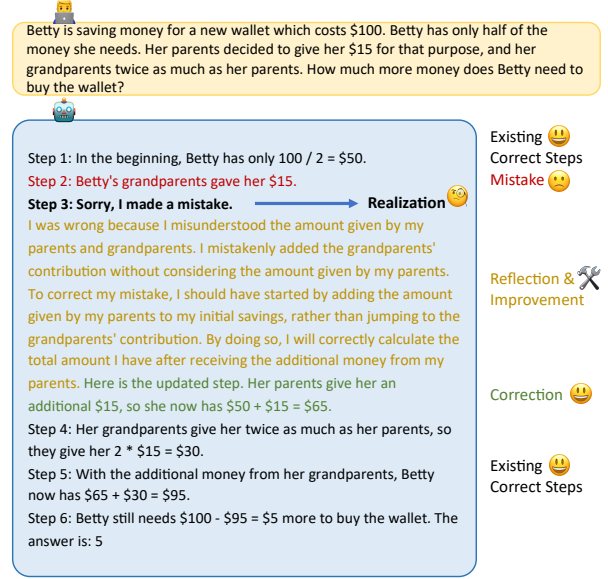 Betty is saving money for a new wallet which costs $100. Betty has only half of the
money she needs. Her parents decided to give her $15 for that purpose, and her
grandparents twice as much as her parents. How much more money does Betty need to
buy the wallet?
Step 1: In the beginning, Betty has only 100 / 2 = $50.
Step 2: Betty's grandparents gave her $15.
Step 3: Sorry, I made a mistake.
Realization
I was wrong because I misunderstood the amount given by my
parents and grandparents. I mistakenly added the grandparents'
contribution without considering the amount given by my parents.
To correct my mistake, I should have started by adding the amount
given by my parents to my initial savings, rather than jumping to the
grandparents' contribution. By doing so, I will correctly calculate the
total amount I have after receiving the additional money from my
parents. Here is the updated step. Her parents give her an
additional $15, so she now has $50 + $15 = $65.
Step 4: Her grandparents give her twice as much as her parents, so
they give her 2 * $15 = $30.
Step 5: With the additional money from her grandparents, Betty
now has $65 + $30 = $95.
Step 6: Betty still needs $100 - $95 = $5 more to buy the wallet. The
answer is: 5
Existing
Correct Steps
Mistake
Reflection &
Improvement
Correction
Existing
Correct Steps